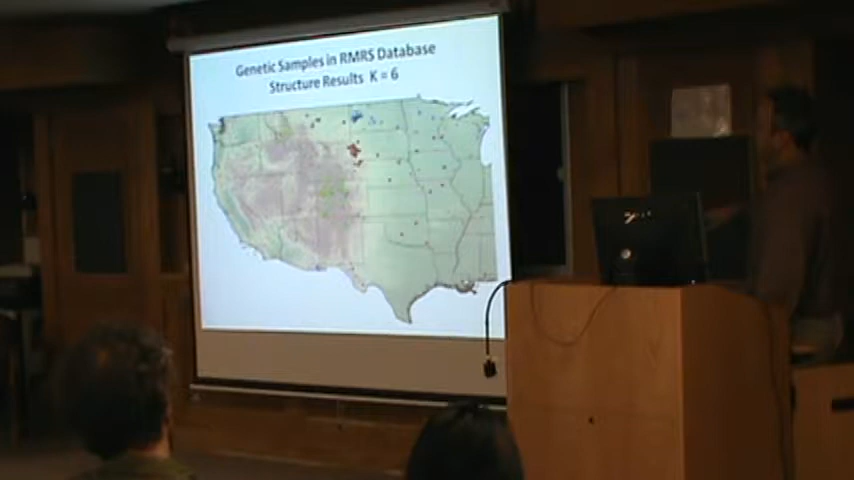 Genetic Samples in RMRS Database
Structure Results K = 6